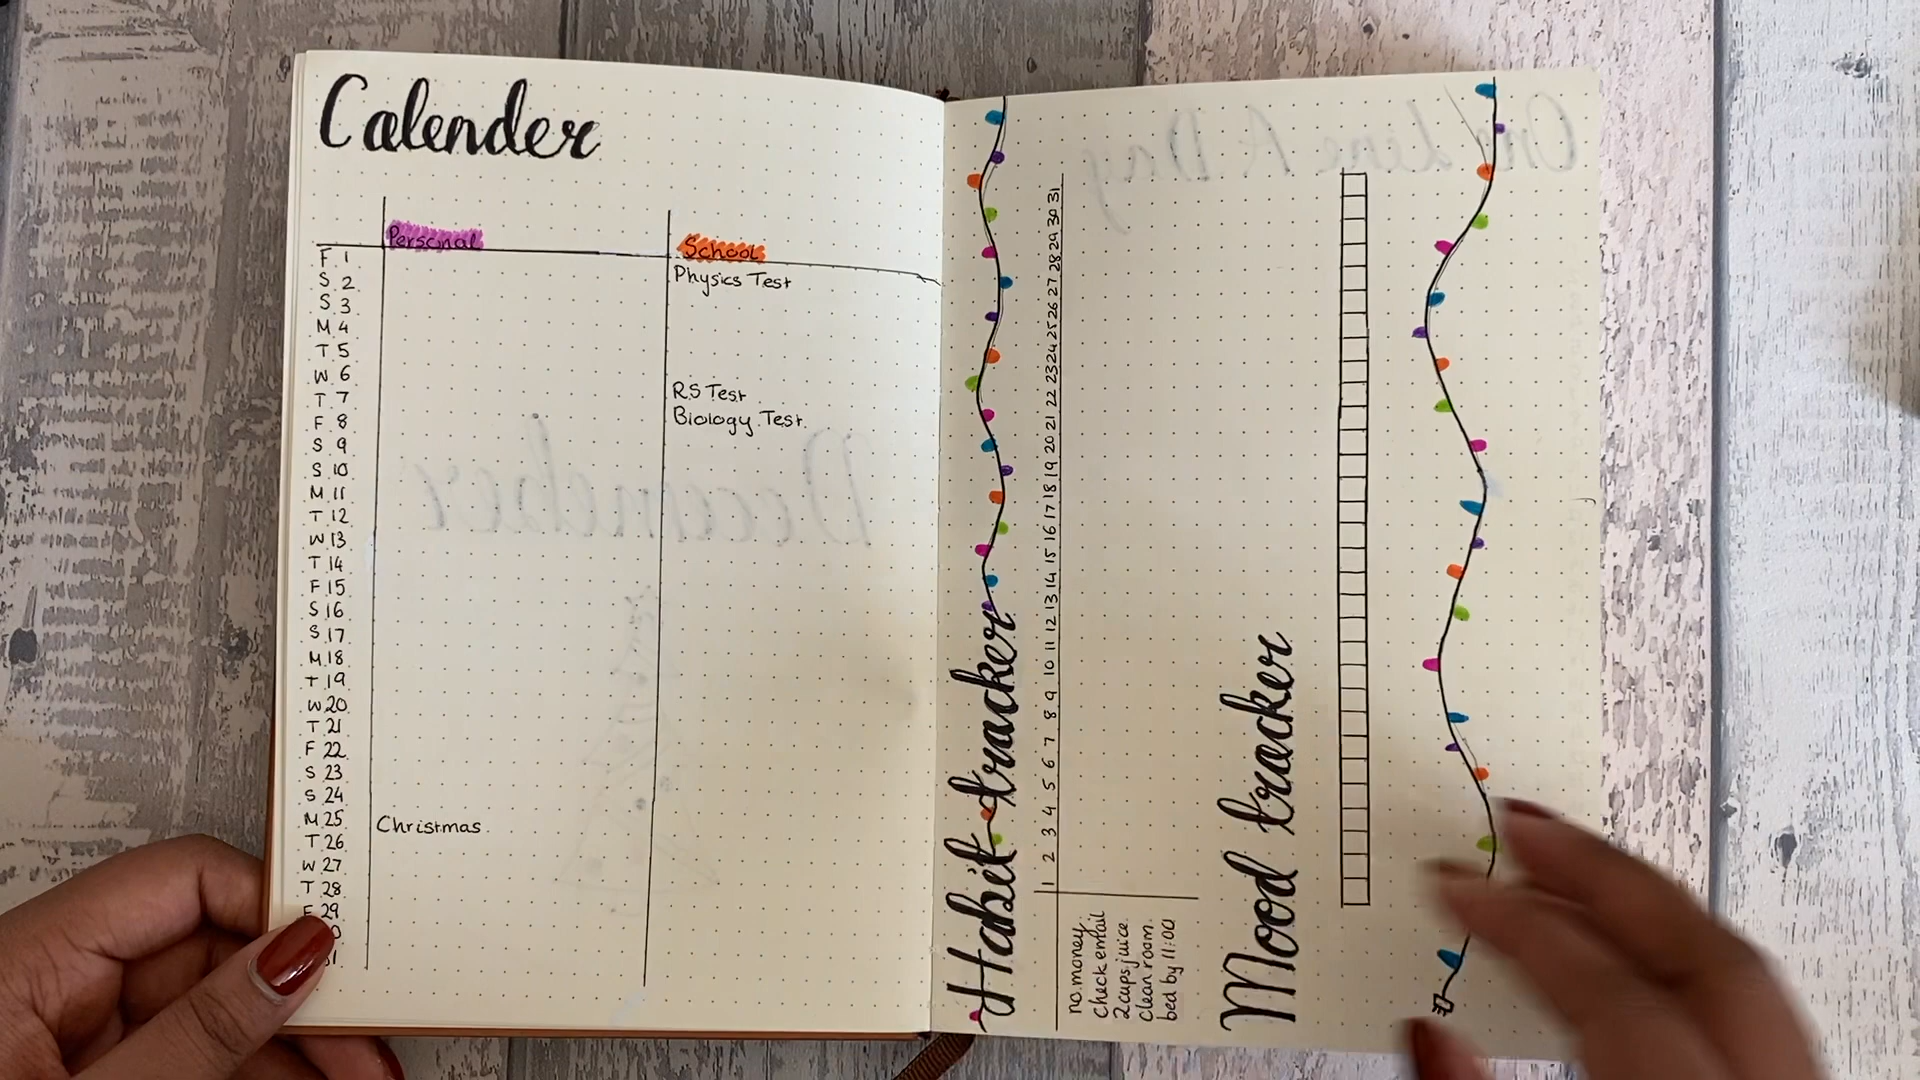 Calender
Personal
School
F 1
S 2 Physics Test
S 3
M 4
T 5
W 6
T 7 RS Test
F 8 Biology Test
S 9
S 10
M 11
T 12
W 13
T 14
F 15
S 16
S 17
M 18
T 19
W 20
T 21
F 22
S 23
S 24
M 25 Christmas
T 26
W 27
T 28
F 29
Habit tracker
1 2 3 4 5 6 7 8 9 10 11 12 13 14 15 16 17 18 19 20 21 22 23 24 25 26 27 28 29 30 31
no money
check email
2 cups juice
clean room
bed by 11:00
Mood tracker
One Line A Day
December